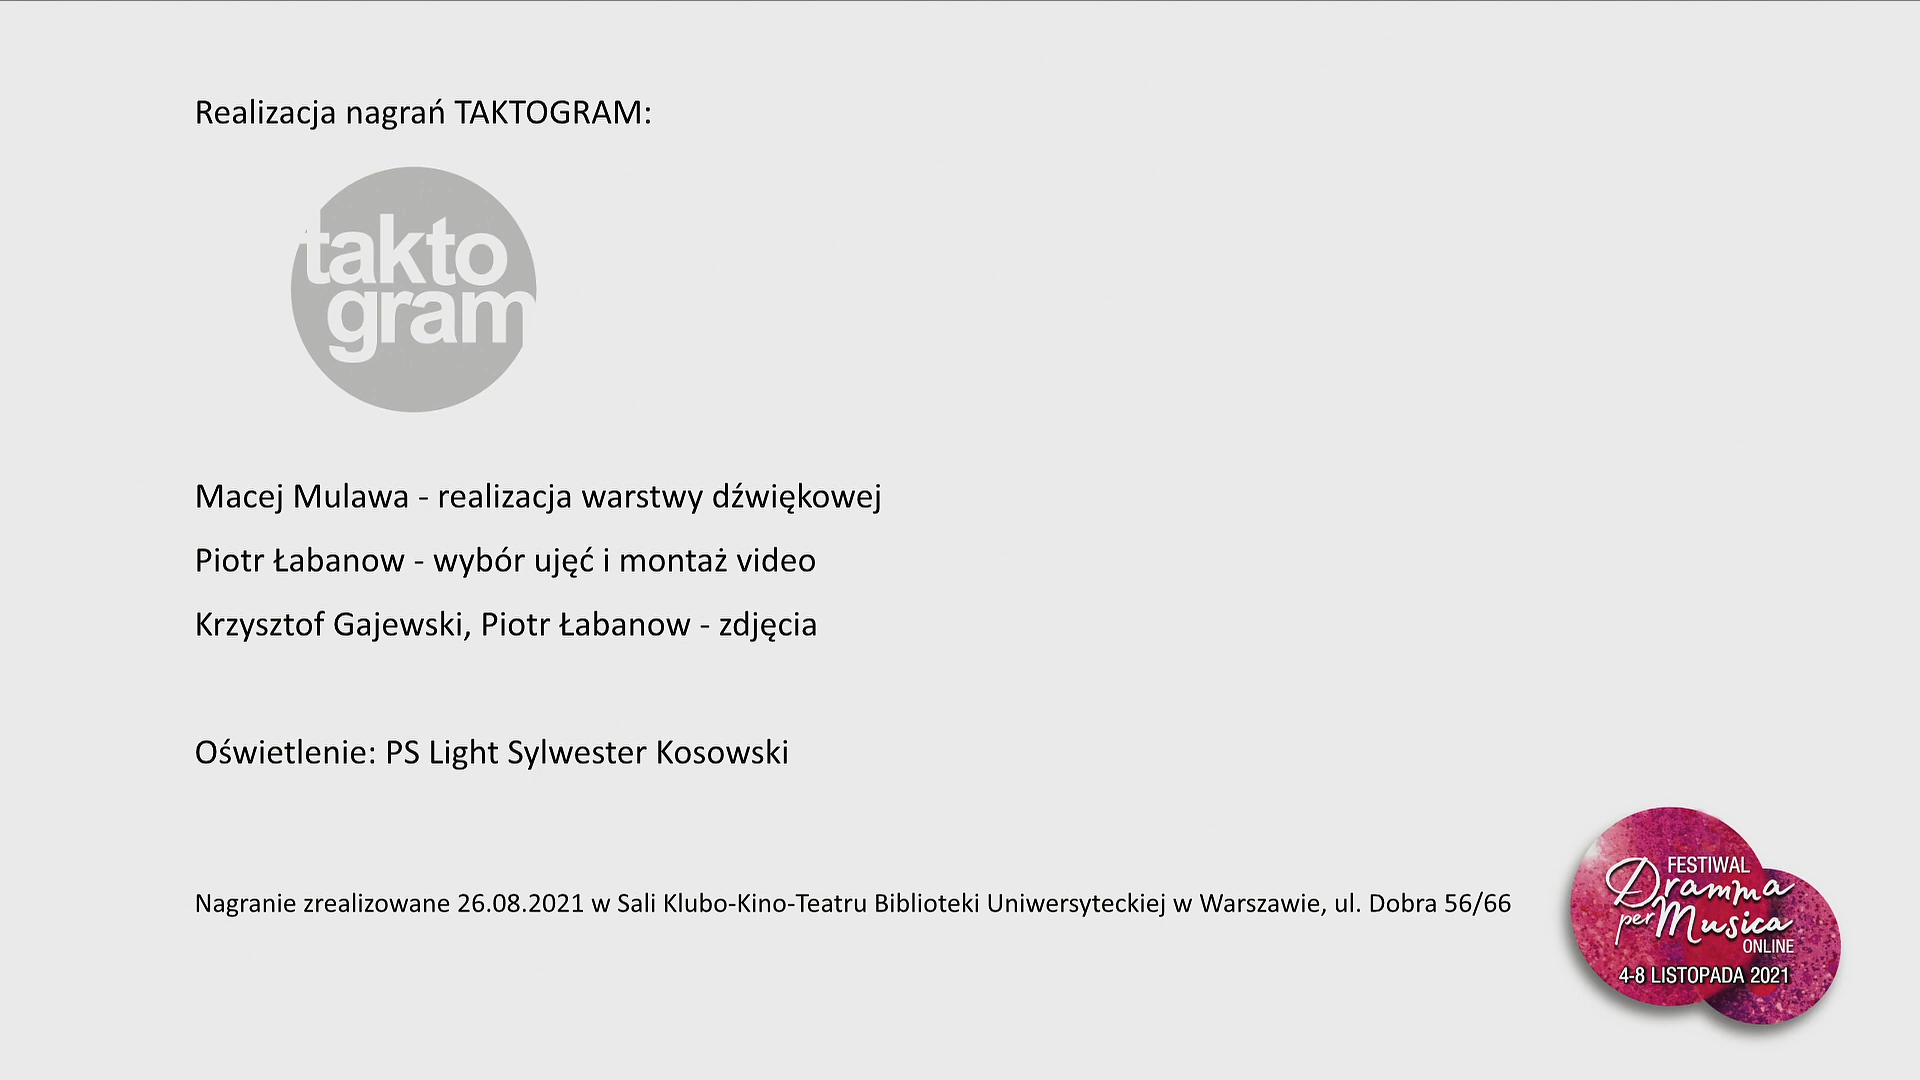 Realizacja nagrań TAKTOGRAM:
takto
gram
Macej Mulawa - realizacja warstwy dźwiękowej
Piotr Łabanow - wybór ujęć i montaż video
Krzysztof Gajewski, Piotr Łabanow - zdjęcia
Oświetlenie: PS Light Sylwester Kosowski
Nagranie zrealizowane 26.08.2021 w Sali Klubo-Kino-Teatru Biblioteki Uniwersyteckiej w Warszawie, ul. Dobra 56/66
FESTIWAL
Dramma
per Musica
ONLINE
4-8 LISTOPADA 2021